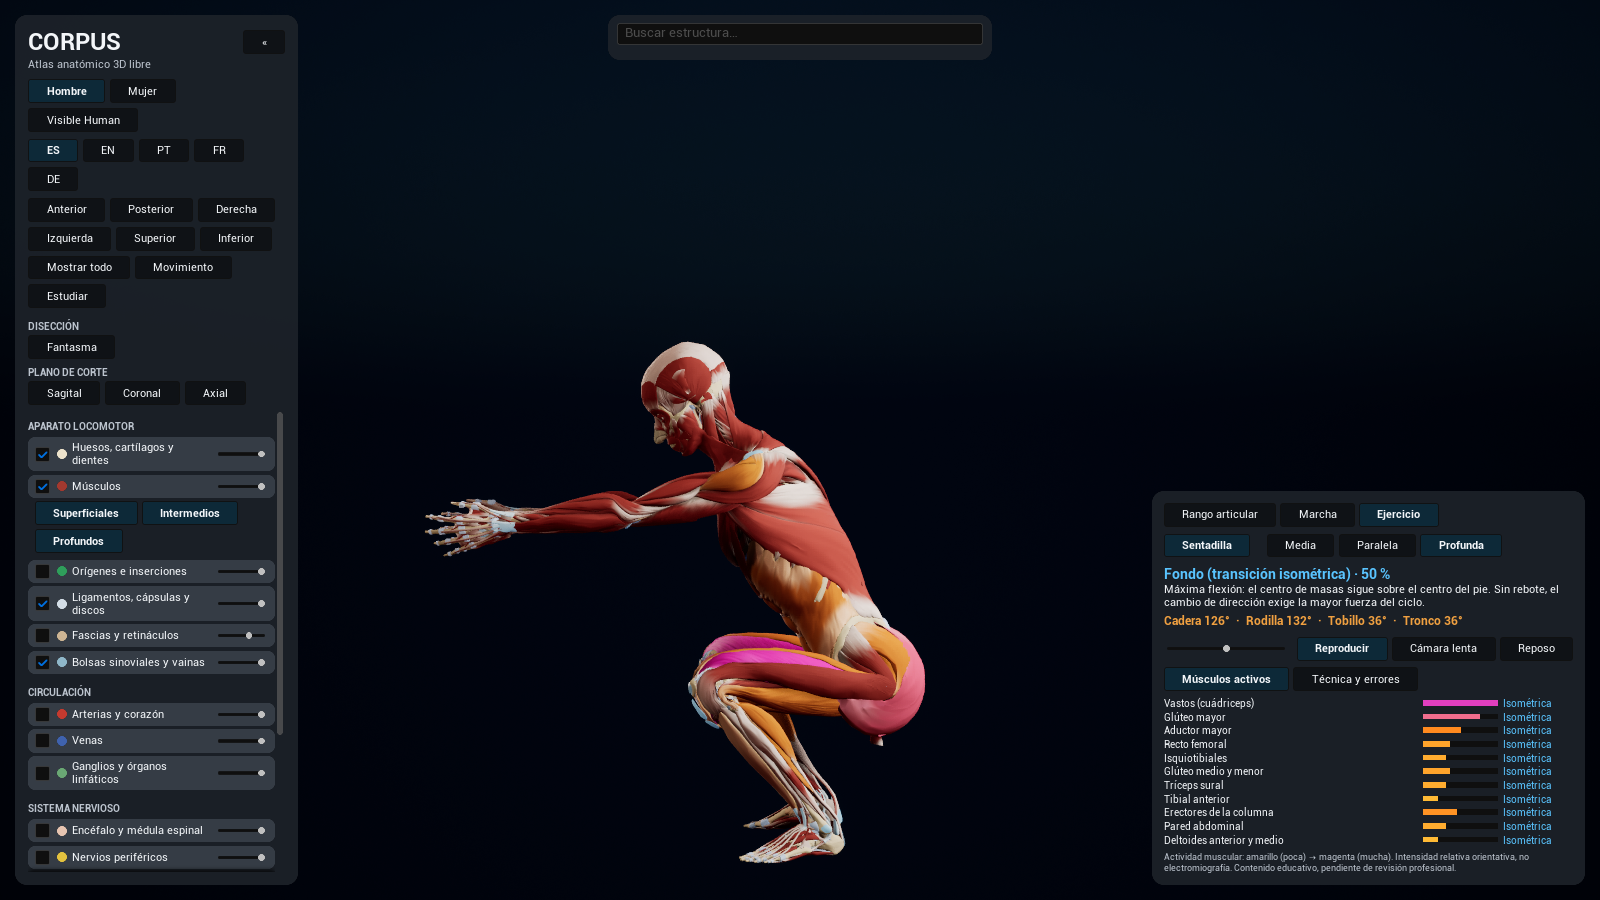 CORPUS
«
Atlas anatómico 3D libre
Hombre
Mujer
Visible Human
ES
EN
PT
FR
DE
Anterior
Posterior
Derecha
Izquierda
Superior
Inferior
Mostrar todo
Movimiento
Estudiar
DISECCIÓN
Fantasma
PLANO DE CORTE
Sagital
Coronal
Axial
APARATO LOCOMOTOR
Huesos, cartílagos y
dientes
Músculos
Superficiales
Intermedios
Profundos
Orígenes e inserciones
Ligamentos, cápsulas y
discos
Fascias y retináculos
Bolsas sinoviales y vainas
CIRCULACIÓN
Arterias y corazón
Venas
Ganglios y órganos
linfáticos
SISTEMA NERVIOSO
Encéfalo y médula espinal
Nervios periféricos
Buscar estructura...
Rango articular
Marcha
Ejercicio
Sentadilla
Media
Paralela
Profunda
Fondo (transición isométrica) · 50 %
Máxima flexión: el centro de masas sigue sobre el centro del pie. Sin rebote, el
cambio de dirección exige la mayor fuerza del ciclo.
Cadera 126° · Rodilla 132° · Tobillo 36° · Tronco 36°
Reproducir
Cámara lenta
Reposo
Músculos activos
Técnica y errores
Vastos (cuádriceps) Isométrica
Glúteo mayor Isométrica
Aductor mayor Isométrica
Recto femoral Isométrica
Isquiotibiales Isométrica
Glúteo medio y menor Isométrica
Tríceps sural Isométrica
Tibial anterior Isométrica
Erectores de la columna Isométrica
Pared abdominal Isométrica
Deltoides anterior y medio Isométrica
Actividad muscular: amarillo (poca) → magenta (mucha). Intensidad relativa orientativa, no
electromiografía. Contenido educativo, pendiente de revisión profesional.